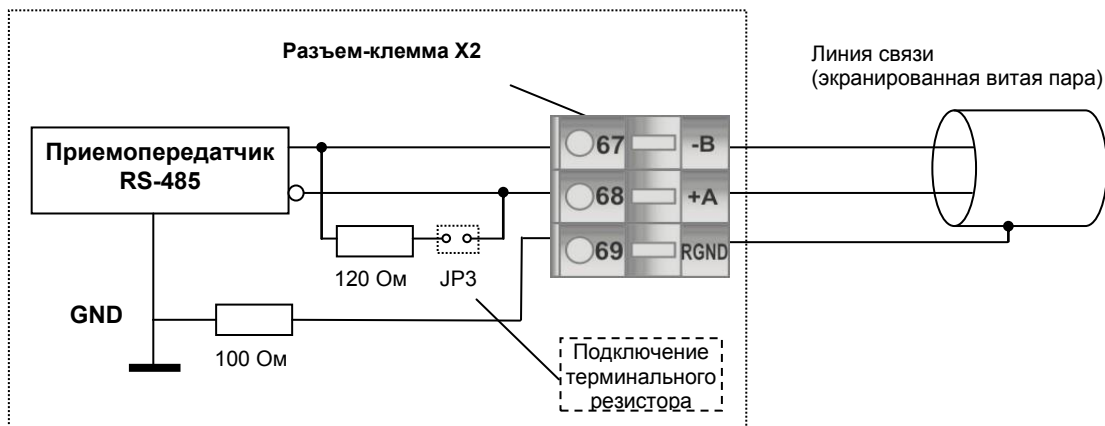 Разъем-клемма X2
Линия связи
(экранированная витая пара)
Приемопередатчик
RS-485
67 -B
68 +A
69 RGND
120 Ом JP3
GND
100 Ом
Подключение
терминального
резистора